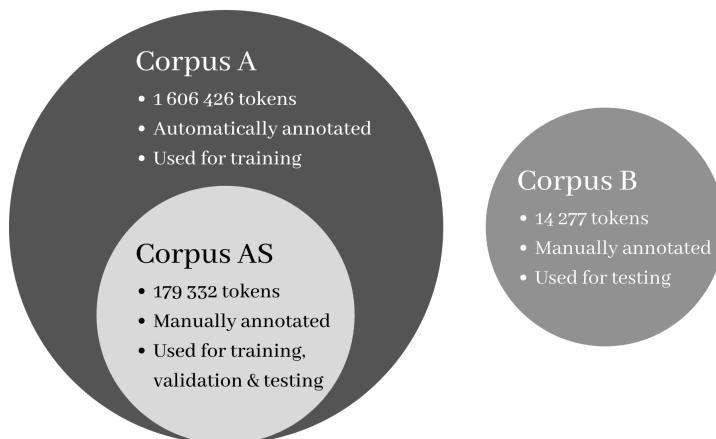 Corpus A
• 1 606 426 tokens
• Automatically annotated
• Used for training
Corpus AS
• 179 332 tokens
• Manually annotated
• Used for training,
validation & testing
Corpus B
• 14 277 tokens
• Manually annotated
• Used for testing